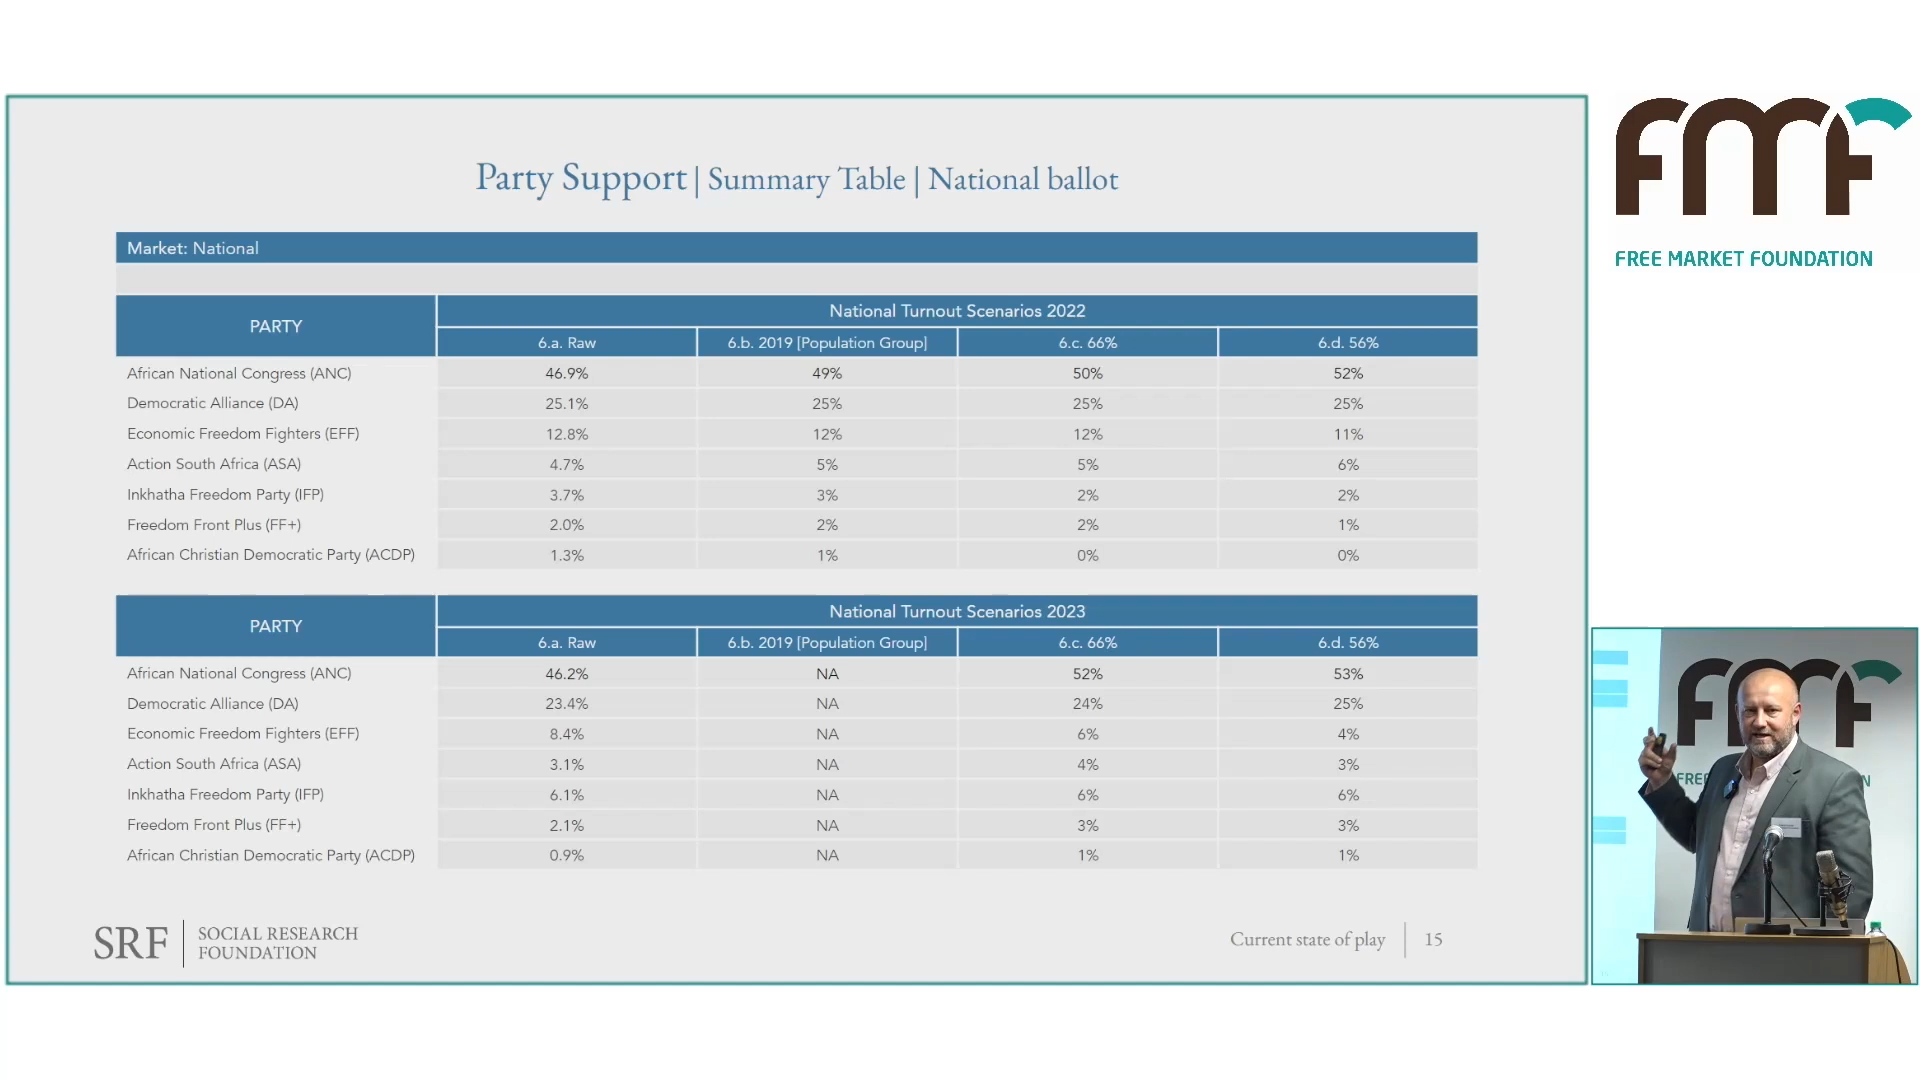 Party Support | Summary Table | National ballot
Market: National
PARTY
National Turnout Scenarios 2022
6.a. Raw 6.b. 2019 [Population Group] 6.c. 66% 6.d. 56%
African National Congress (ANC) 46.9% 49% 50% 52%
Democratic Alliance (DA) 25.1% 25% 25% 25%
Economic Freedom Fighters (EFF) 12.8% 12% 12% 11%
Action South Africa (ASA) 4.7% 5% 5% 6%
Inkhatha Freedom Party (IFP) 3.7% 3% 2% 2%
Freedom Front Plus (FF+) 2.0% 2% 2% 1%
African Christian Democratic Party (ACDP) 1.3% 1% 0% 0%
PARTY
National Turnout Scenarios 2023
6.a. Raw 6.b. 2019 [Population Group] 6.c. 66% 6.d. 56%
African National Congress (ANC) 46.2% NA 52% 53%
Democratic Alliance (DA) 23.4% NA 24% 25%
Economic Freedom Fighters (EFF) 8.4% NA 6% 4%
Action South Africa (ASA) 3.1% NA 4% 3%
Inkhatha Freedom Party (IFP) 6.1% NA 6% 6%
Freedom Front Plus (FF+) 2.1% NA 3% 3%
African Christian Democratic Party (ACDP) 0.9% NA 1% 1%
SRF
SOCIAL RESEARCH
FOUNDATION
Current state of play 15
FMF
FREE MARKET FOUNDATION
FMF